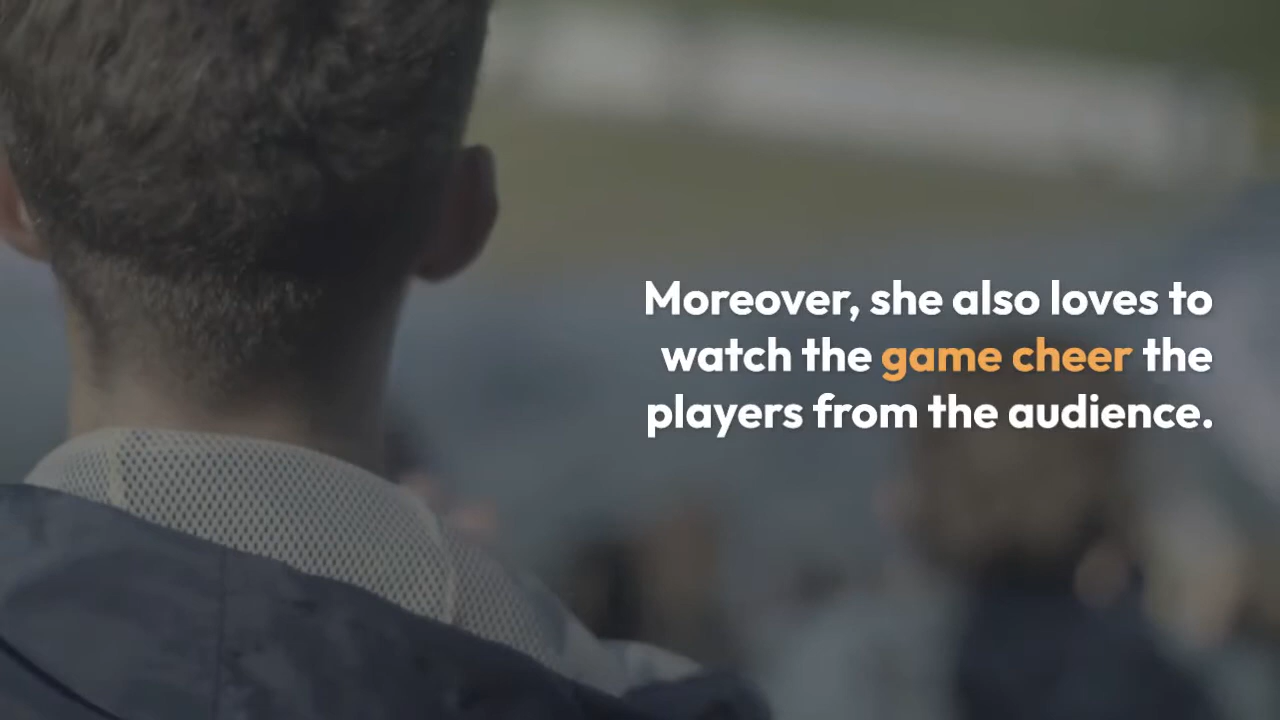 Moreover, she also loves to
watch the game cheer the
players from the audience.